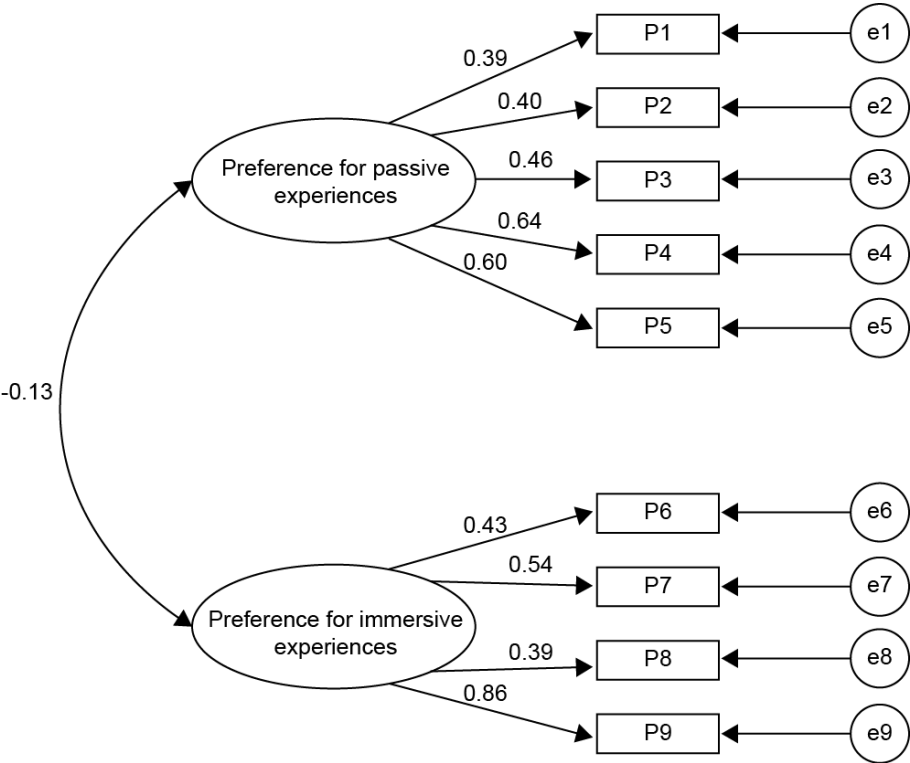 P1
e1
0.39
P2
e2
0.40
Preference for passive
experiences
0.46
P3
e3
0.64
P4
e4
0.60
P5
e5
-0.13
P6
e6
0.43
P7
e7
0.54
Preference for immersive
experiences
0.39
P8
e8
0.86
P9
e9